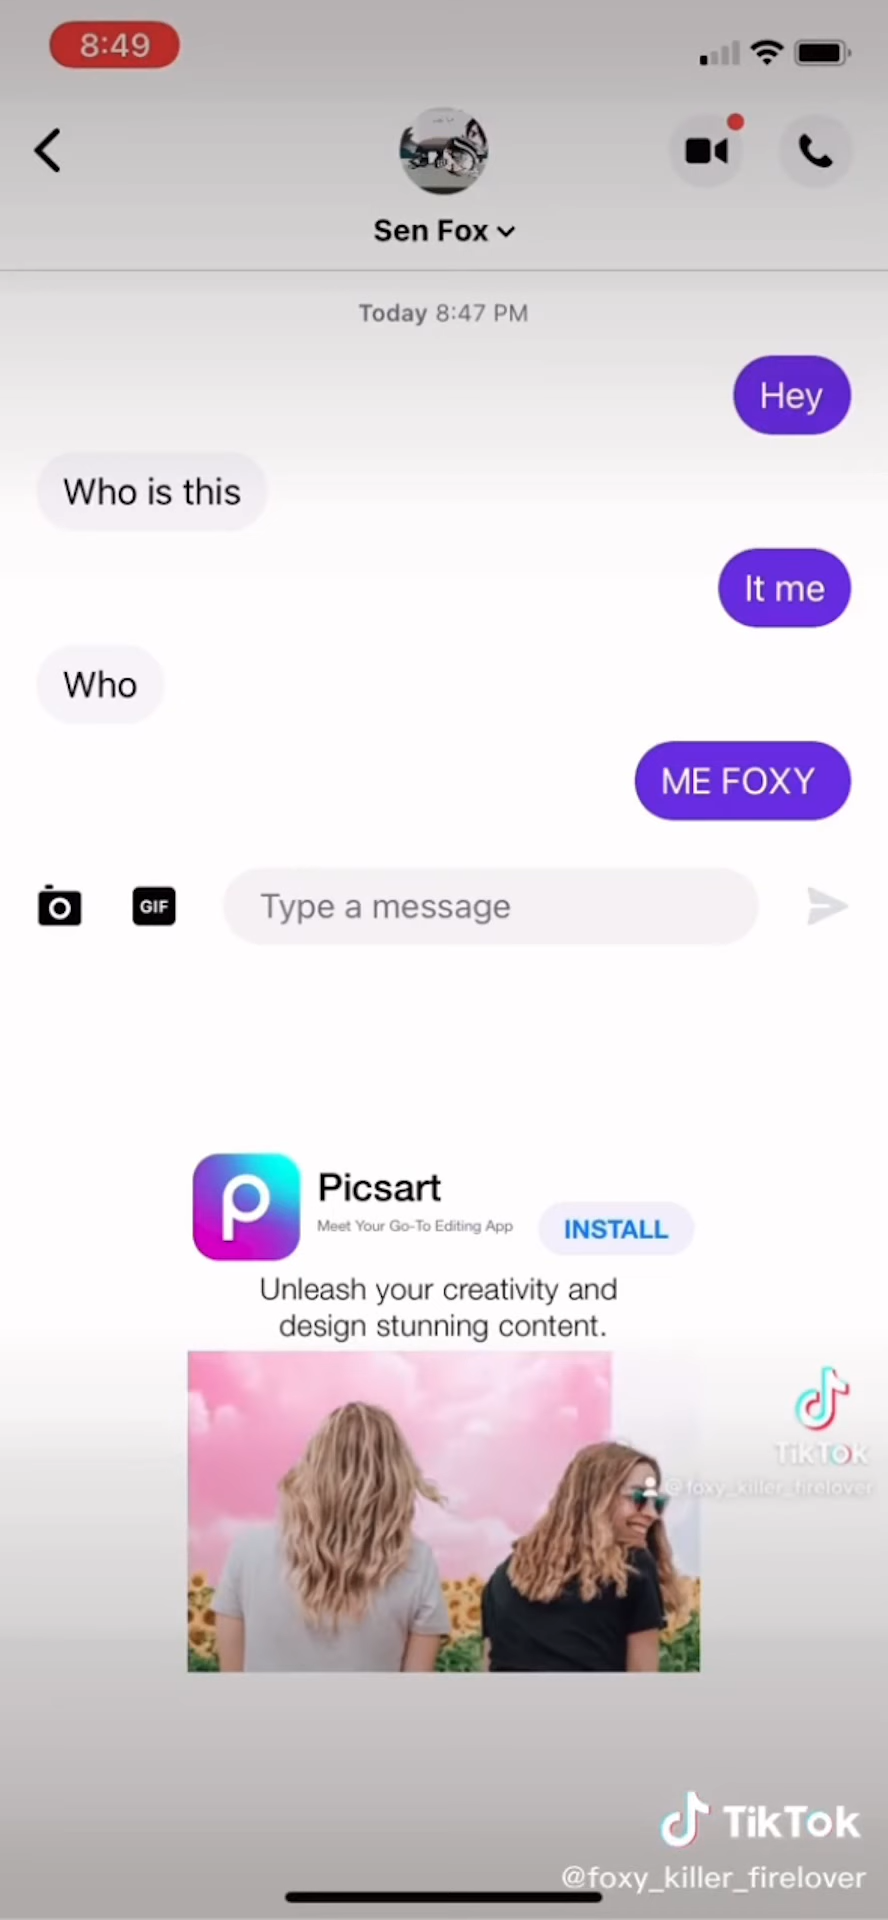 8:49
Sen Fox
Today 8:47 PM
Hey
Who is this
It me
Who
ME FOXY
GIF
Type a message
Picsart
Meet Your Go-To Editing App
INSTALL
Unleash your creativity and
design stunning content.
TikTok
@foxy_killer_firelover
TikTok
@foxy_killer_firelover